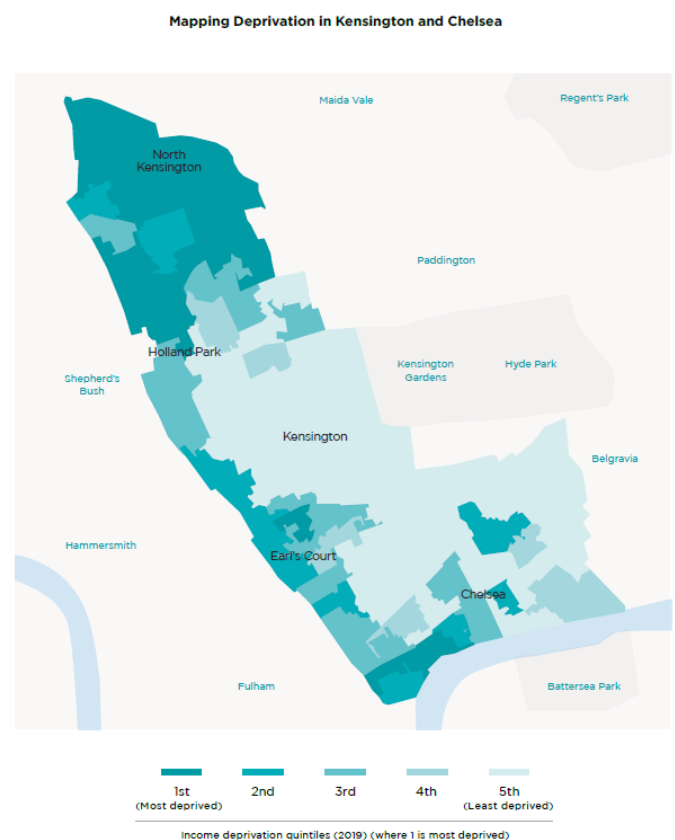 Mapping Deprivation in Kensington and Chelsea
Maida Vale
Regent's Park
North
Kensington
Paddington
Holland Park
Shepherd's
Bush
Kensington
Gardens
Hyde Park
Kensington
Belgravia
Hammersmith
Earl's Court
Chelsea
Fulham
Battersea Park
1st
(Most deprived)
2nd
3rd
4th
5th
(Least deprived)
Income deprivation quintiles (2019) (where 1 is most deprived)